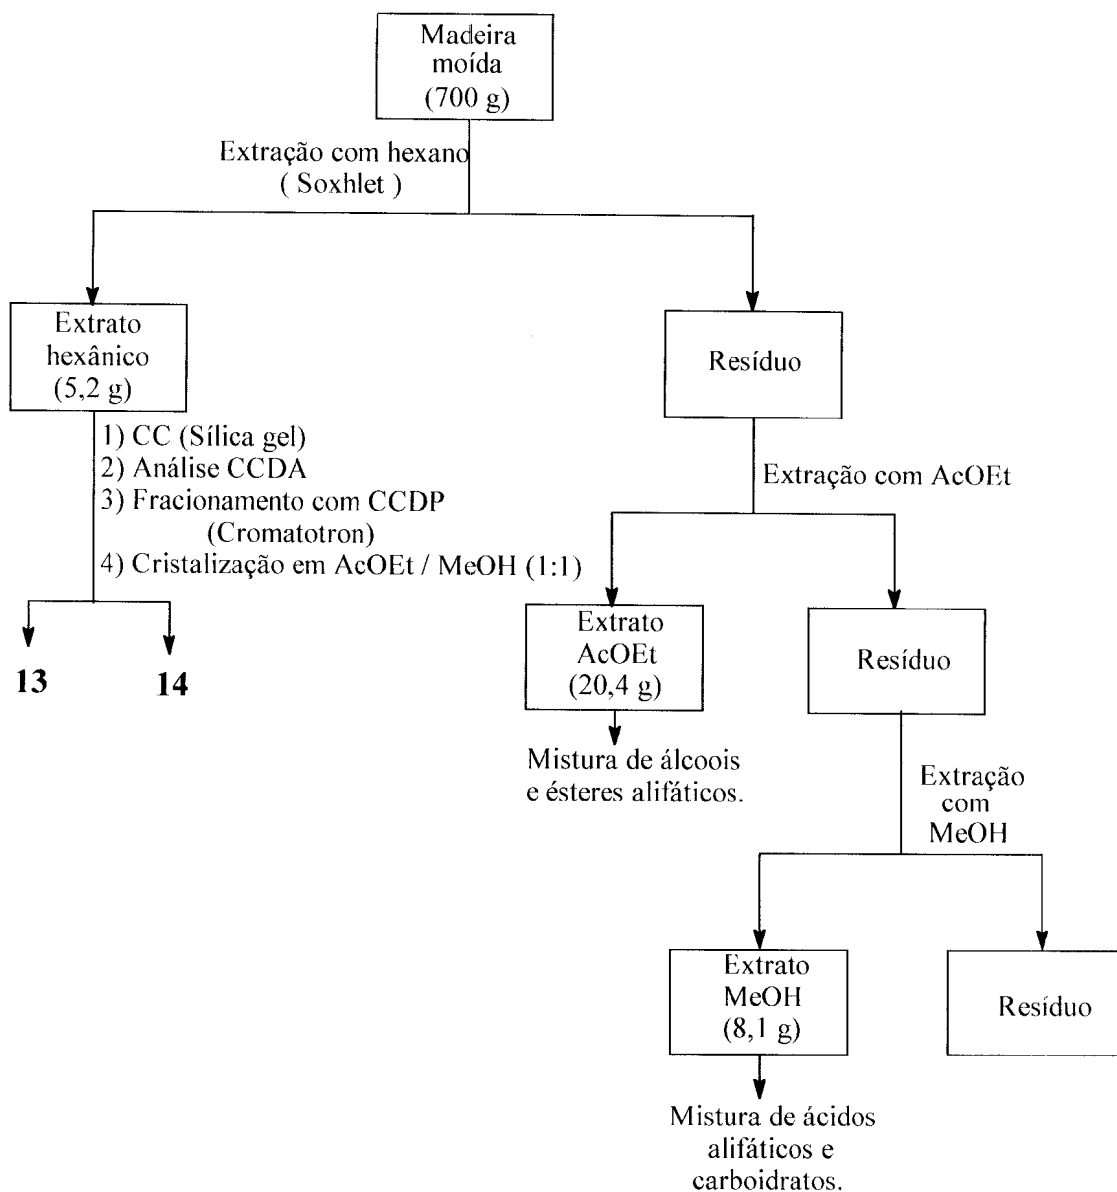 Madeira
moída
(700 g)
Extração com hexano
( Soxhlet )
Extrato
hexânico
(5,2 g)
Resíduo
1) CC (Sílica gel)
2) Análise CCDA
3) Fracionamento com CCDP
(Cromatotron)
4) Cristalização em AcOEt / MeOH (1:1)
13
14
Extração com AcOEt
Extrato
AcOEt
(20,4 g)
Resíduo
Mistura de álcoois
e ésteres alifáticos.
Extração
com
MeOH
Extrato
MeOH
(8,1 g)
Resíduo
Mistura de ácidos
alifáticos e
carboidratos.